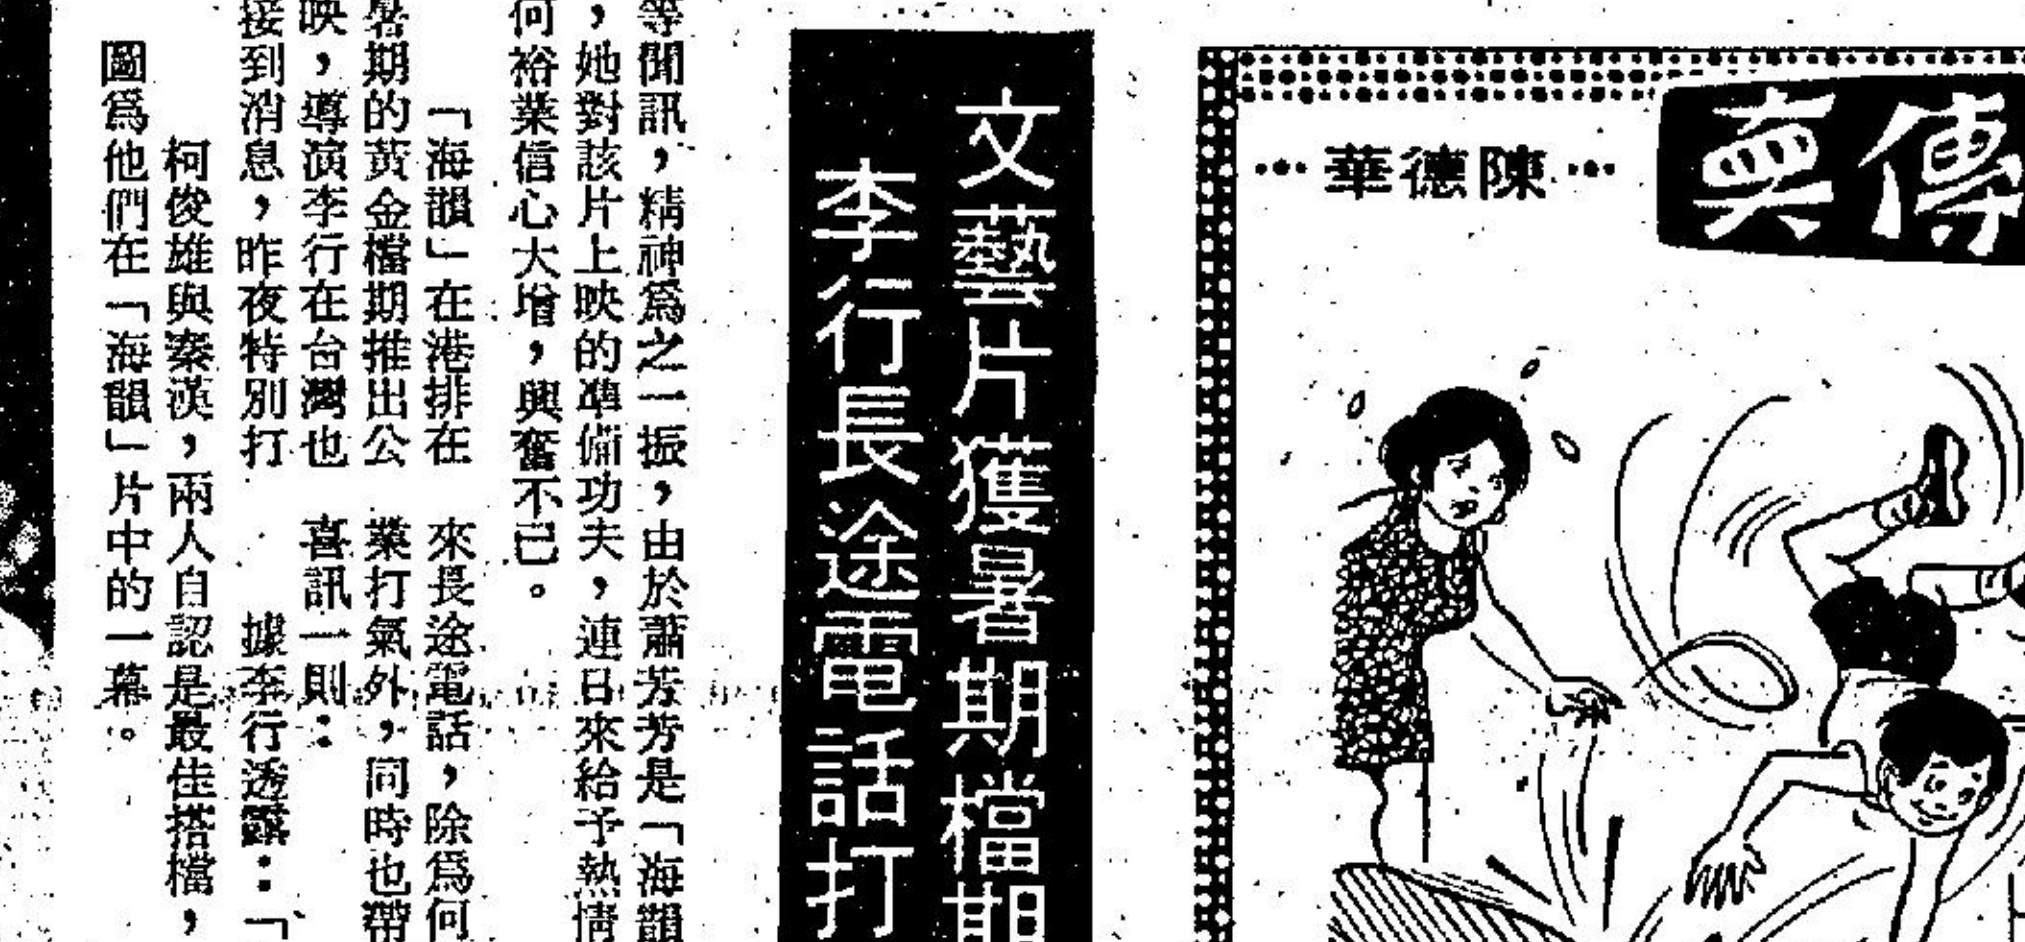 傳真
…陳德華…
文藝片獲暑期檔期
李行長途電話打
等聞訊，精神爲之一振，由於蕭芳芳是「海韻
，她對該片上映的準備功夫，連日來給予熱情
何裕業信心大增，興奮不已。
「海韻」在港排在
暑期的黃金檔期推出公
映，導演李行在台灣也
接到消息，昨夜特別打
來長途電話，除爲何
業打氣外，同時也帶
喜訊一則：
據李行透露：「
柯俊雄與秦漢，兩人自認是最佳搭檔，
圖爲他們在「海韻」片中的一幕。